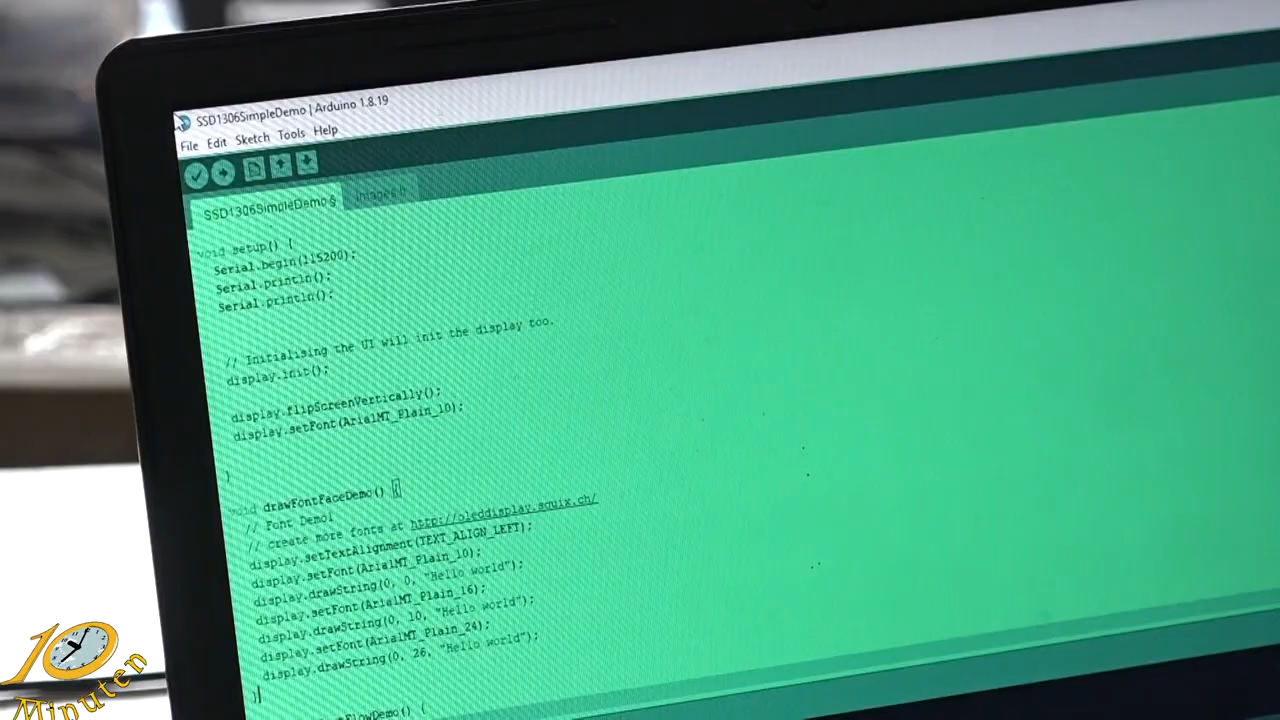 SSD1306SimpleDemo | Arduino 1.8.19
File Edit Sketch Tools Help
SSD1306SimpleDemo § images.h
void setup() {
Serial.begin(115200);
Serial.println();
Serial.println();
// Initialising the UI will init the display too.
display.init();
display.flipScreenVertically();
display.setFont(ArialMT_Plain_10);
}
void drawFontFaceDemo() {
// Font Demo1
// create more fonts at http://oleddisplay.squix.ch/
display.setTextAlignment(TEXT_ALIGN_LEFT);
display.setFont(ArialMT_Plain_10);
display.drawString(0, 0, "Hello world");
display.setFont(ArialMT_Plain_16);
display.drawString(0, 10, "Hello world");
display.setFont(ArialMT_Plain_24);
display.drawString(0, 26, "Hello world");
}
FlowDemo() {
10
Minuten